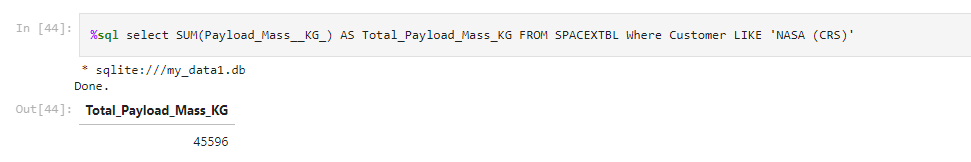 In [44]: %sql select SUM(Payload_Mass__KG_) AS Total_Payload_Mass_KG FROM SPACEXTBL Where Customer LIKE 'NASA (CRS)'
* sqlite:///my_data1.db
Done.
Out[44]: Total_Payload_Mass_KG
45596